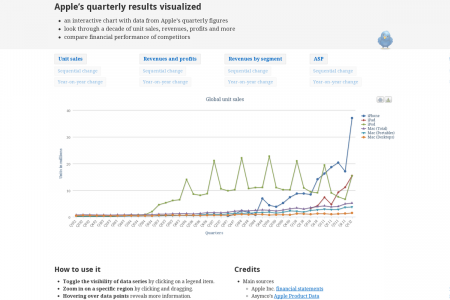 Apple's quarterly results visualized
• an interactive chart with data from Apple's quarterly figures
• look through a decade of unit sales, revenues, profits and more
• compare financial performance of competitors
Unit sales
Sequential change
Year-on-year change
Revenues and profits
Sequential change
Year-on-year change
Revenues by segment
Sequential change
Year-on-year change
ASP
Sequential change
Year-on-year change
Global unit sales
Units in millions
40
30
20
10
0
iPhone
iPad
iPod
Mac (Total)
Mac (Portables)
Mac (Desktops)
Quarters
How to use it
• Toggle the visibility of data series by clicking on a legend item.
• Zoom in on a specific region by clicking and dragging.
• Hovering over data points reveals more information.
Credits
• Main sources
• Apple Inc. financial statements
• Apple Product Data